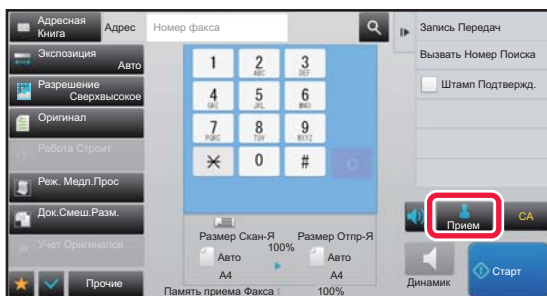 Адресная
Книга
Адрес
Номер факса
Запись Передач
Экспозиция
Авто
Вызвать Номер Поиска
Разрешение
Сверхвысокое
Штамп Подтвержд.
Оригинал
Работа Строит
Реж. Медл.Прос
Док.Смеш.Разм.
Учет Оригиналов
Прочие
1
2
ABC
3
DEF
4
GHI
5
JKL
6
MNO
7
PQRS
8
TUV
9
WXYZ
0
#
C
Размер Скан-Я
100%
Размер Отпр-Я
Авто
A4
Авто
A4
Память приема Факса :
100%
Прием
CA
Динамик
Старт